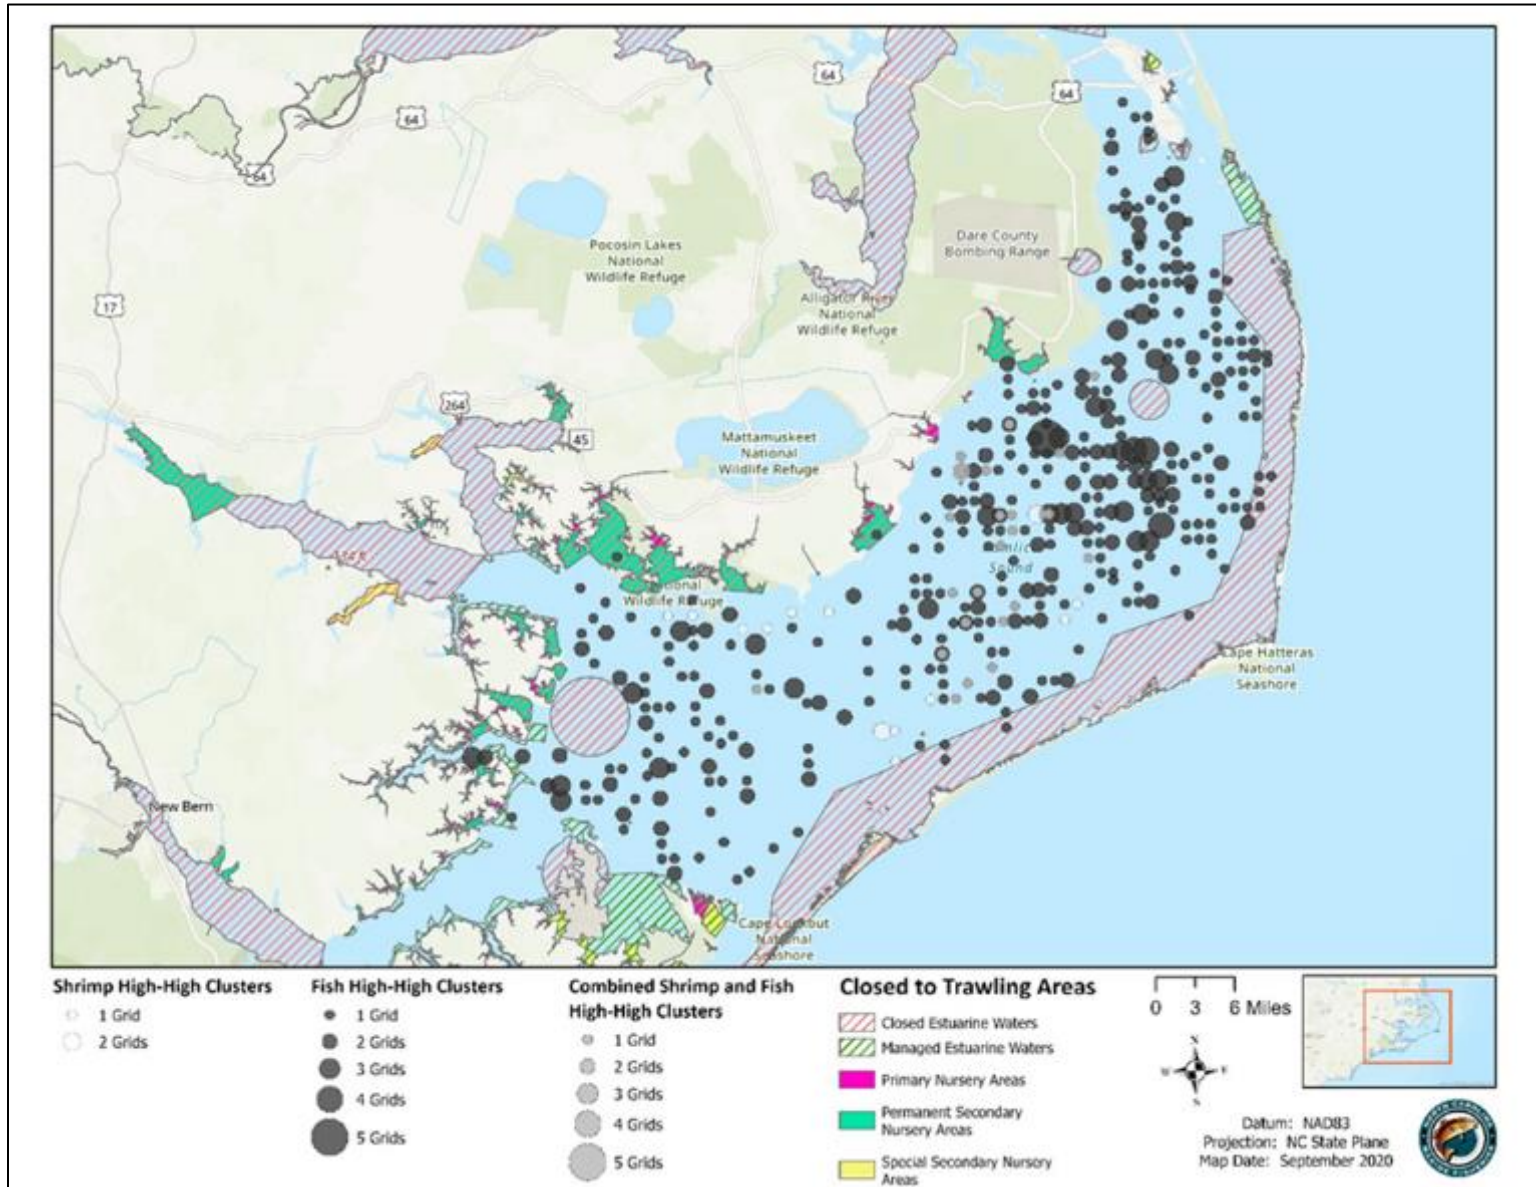 64
64
64
64
Pocosin Lakes
National
Wildlife Refuge
Dare County
Bombing Range
17
Alligator River
National
Wildlife Refuge
264
45
Mattamuskeet
National
Wildlife Refuge
Sound
National
Wildlife Refuge
Cape Hatteras
National
Seashore
New Bern
Cape Lookout
National
Seashore
Shrimp High-High Clusters
1 Grid
2 Grids
Fish High-High Clusters
1 Grid
2 Grids
3 Grids
4 Grids
5 Grids
Combined Shrimp and Fish
High-High Clusters
1 Grid
2 Grids
3 Grids
4 Grids
5 Grids
Closed to Trawling Areas
Closed Estuarine Waters
Managed Estuarine Waters
Primary Nursery Areas
Permanent Secondary
Nursery Areas
Special Secondary Nursery
Areas
0 3 6 Miles
N
W E
S
Datum: NAD83
Projection: NC State Plane
Map Date: September 2020
NORTH CAROLINA